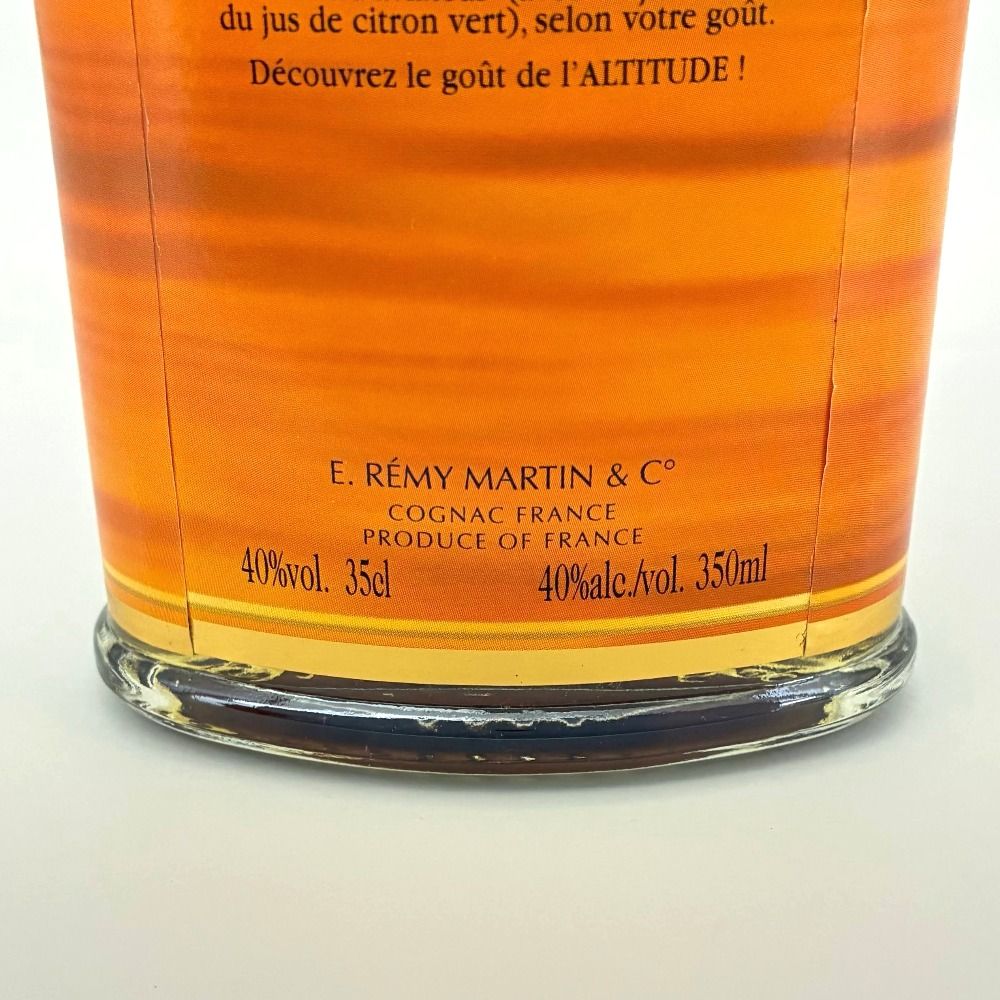 du jus de citron vert), selon votre goût.
Découvrez le goût de l'ALTITUDE !
E. RÉMY MARTIN & C°
COGNAC FRANCE
PRODUCE OF FRANCE
40%vol. 35cl 40%alc./vol. 350ml